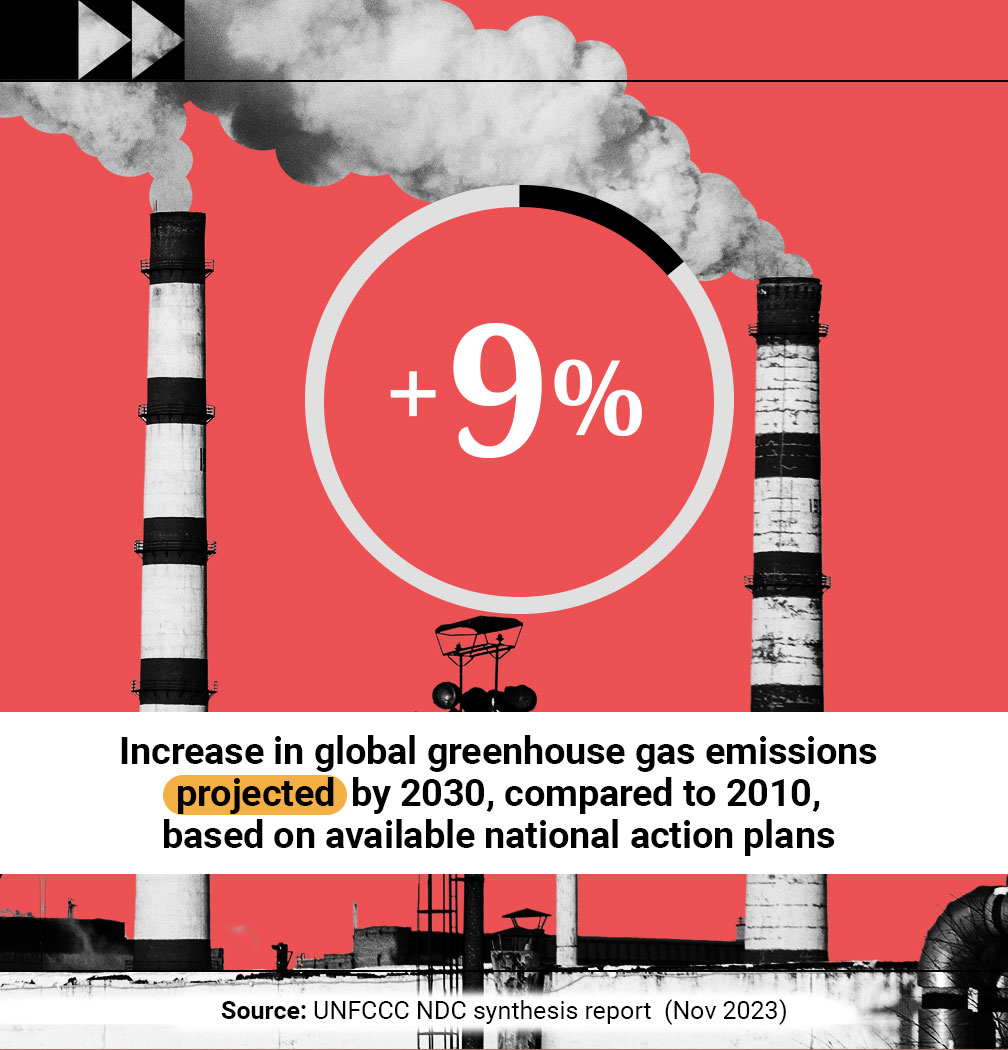 +9%
Increase in global greenhouse gas emissions
projected by 2030, compared to 2010,
based on available national action plans
Source: UNFCCC NDC synthesis report (Nov 2023)